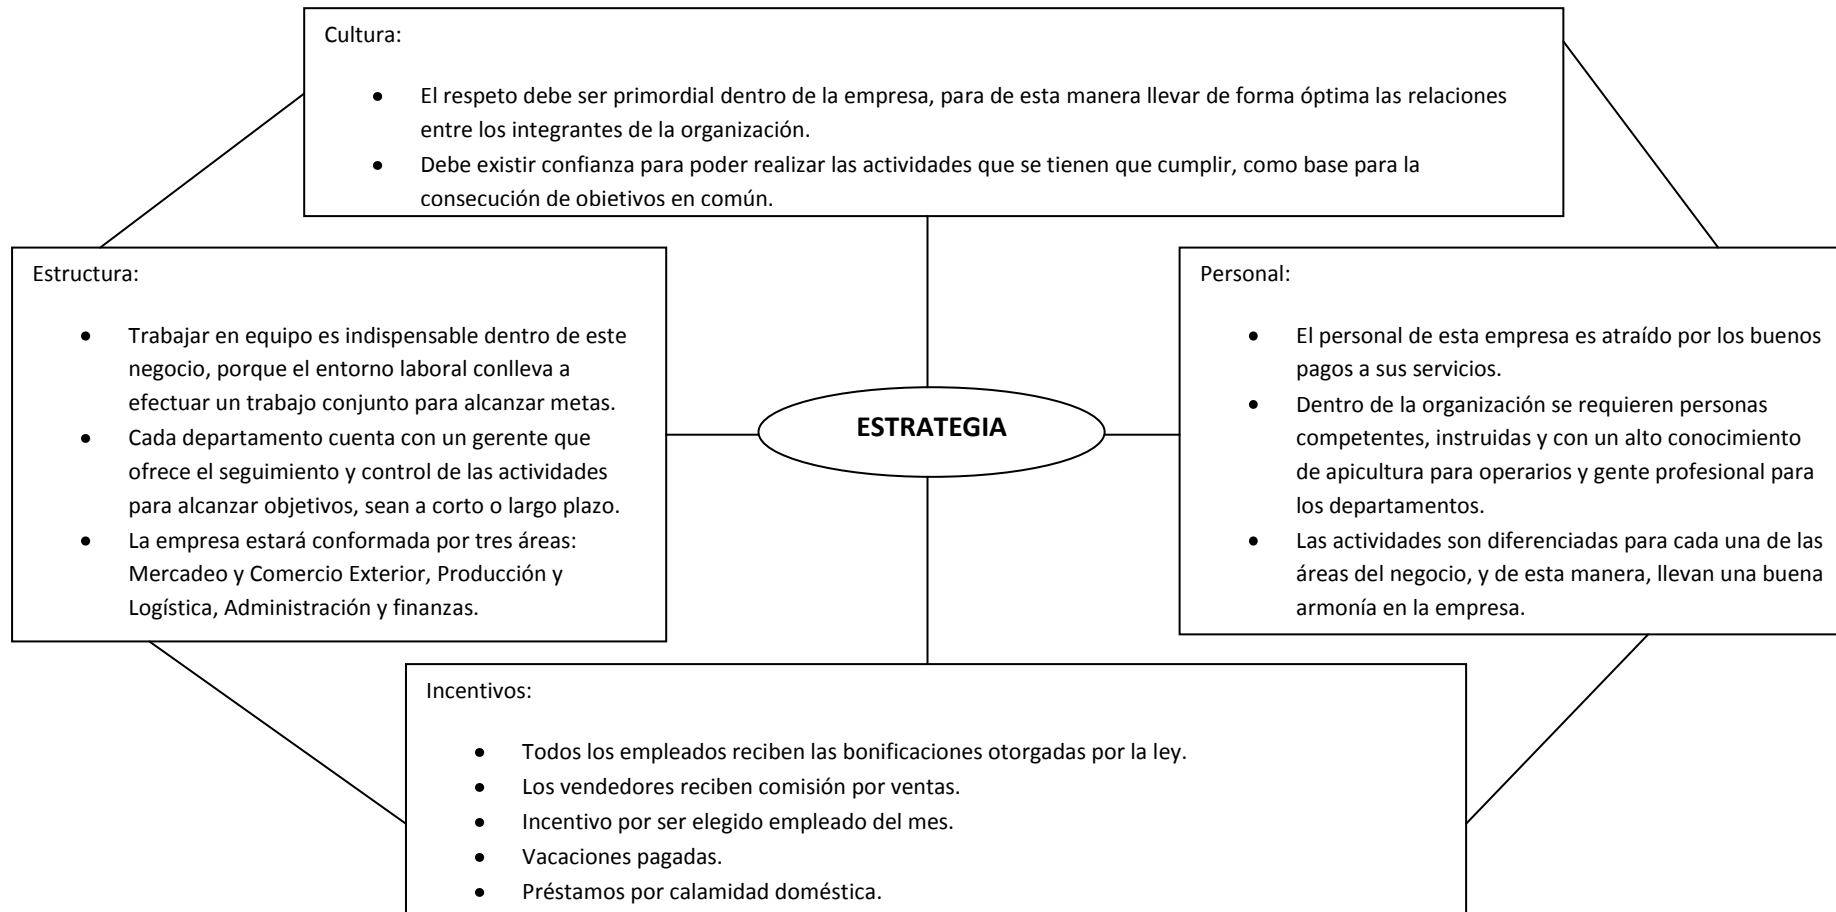 Cultura:
• El respeto debe ser primordial dentro de la empresa, para de esta manera llevar de forma óptima las relaciones
entre los integrantes de la organización.
• Debe existir confianza para poder realizar las actividades que se tienen que cumplir, como base para la
consecución de objetivos en común.
Estructura:
• Trabajar en equipo es indispensable dentro de este
negocio, porque el entorno laboral conlleva a
efectuar un trabajo conjunto para alcanzar metas.
• Cada departamento cuenta con un gerente que
ofrece el seguimiento y control de las actividades
para alcanzar objetivos, sean a corto o largo plazo.
• La empresa estará conformada por tres áreas:
Mercadeo y Comercio Exterior, Producción y
Logística, Administración y finanzas.
ESTRATEGIA
Personal:
• El personal de esta empresa es atraído por los buenos
pagos a sus servicios.
• Dentro de la organización se requieren personas
competentes, instruidas y con un alto conocimiento
de apicultura para operarios y gente profesional para
los departamentos.
• Las actividades son diferenciadas para cada una de las
áreas del negocio, y de esta manera, llevan una buena
armonía en la empresa.
Incentivos:
• Todos los empleados reciben las bonificaciones otorgadas por la ley.
• Los vendedores reciben comisión por ventas.
• Incentivo por ser elegido empleado del mes.
• Vacaciones pagadas.
• Préstamos por calamidad doméstica.